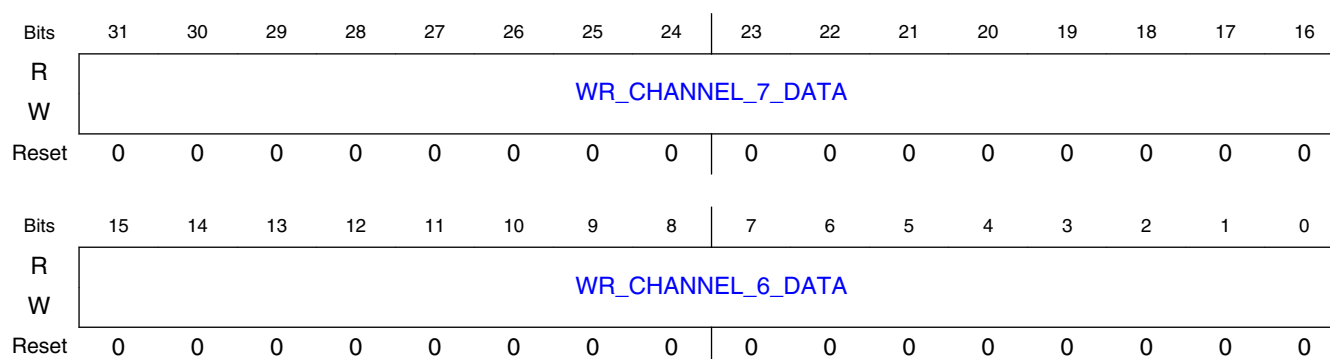 Bits 31 30 29 28 27 26 25 24 23 22 21 20 19 18 17 16
R
WR_CHANNEL_7_DATA
W
Reset 0 0 0 0 0 0 0 0 0 0 0 0 0 0 0 0
Bits 15 14 13 12 11 10 9 8 7 6 5 4 3 2 1 0
R
WR_CHANNEL_6_DATA
W
Reset 0 0 0 0 0 0 0 0 0 0 0 0 0 0 0 0